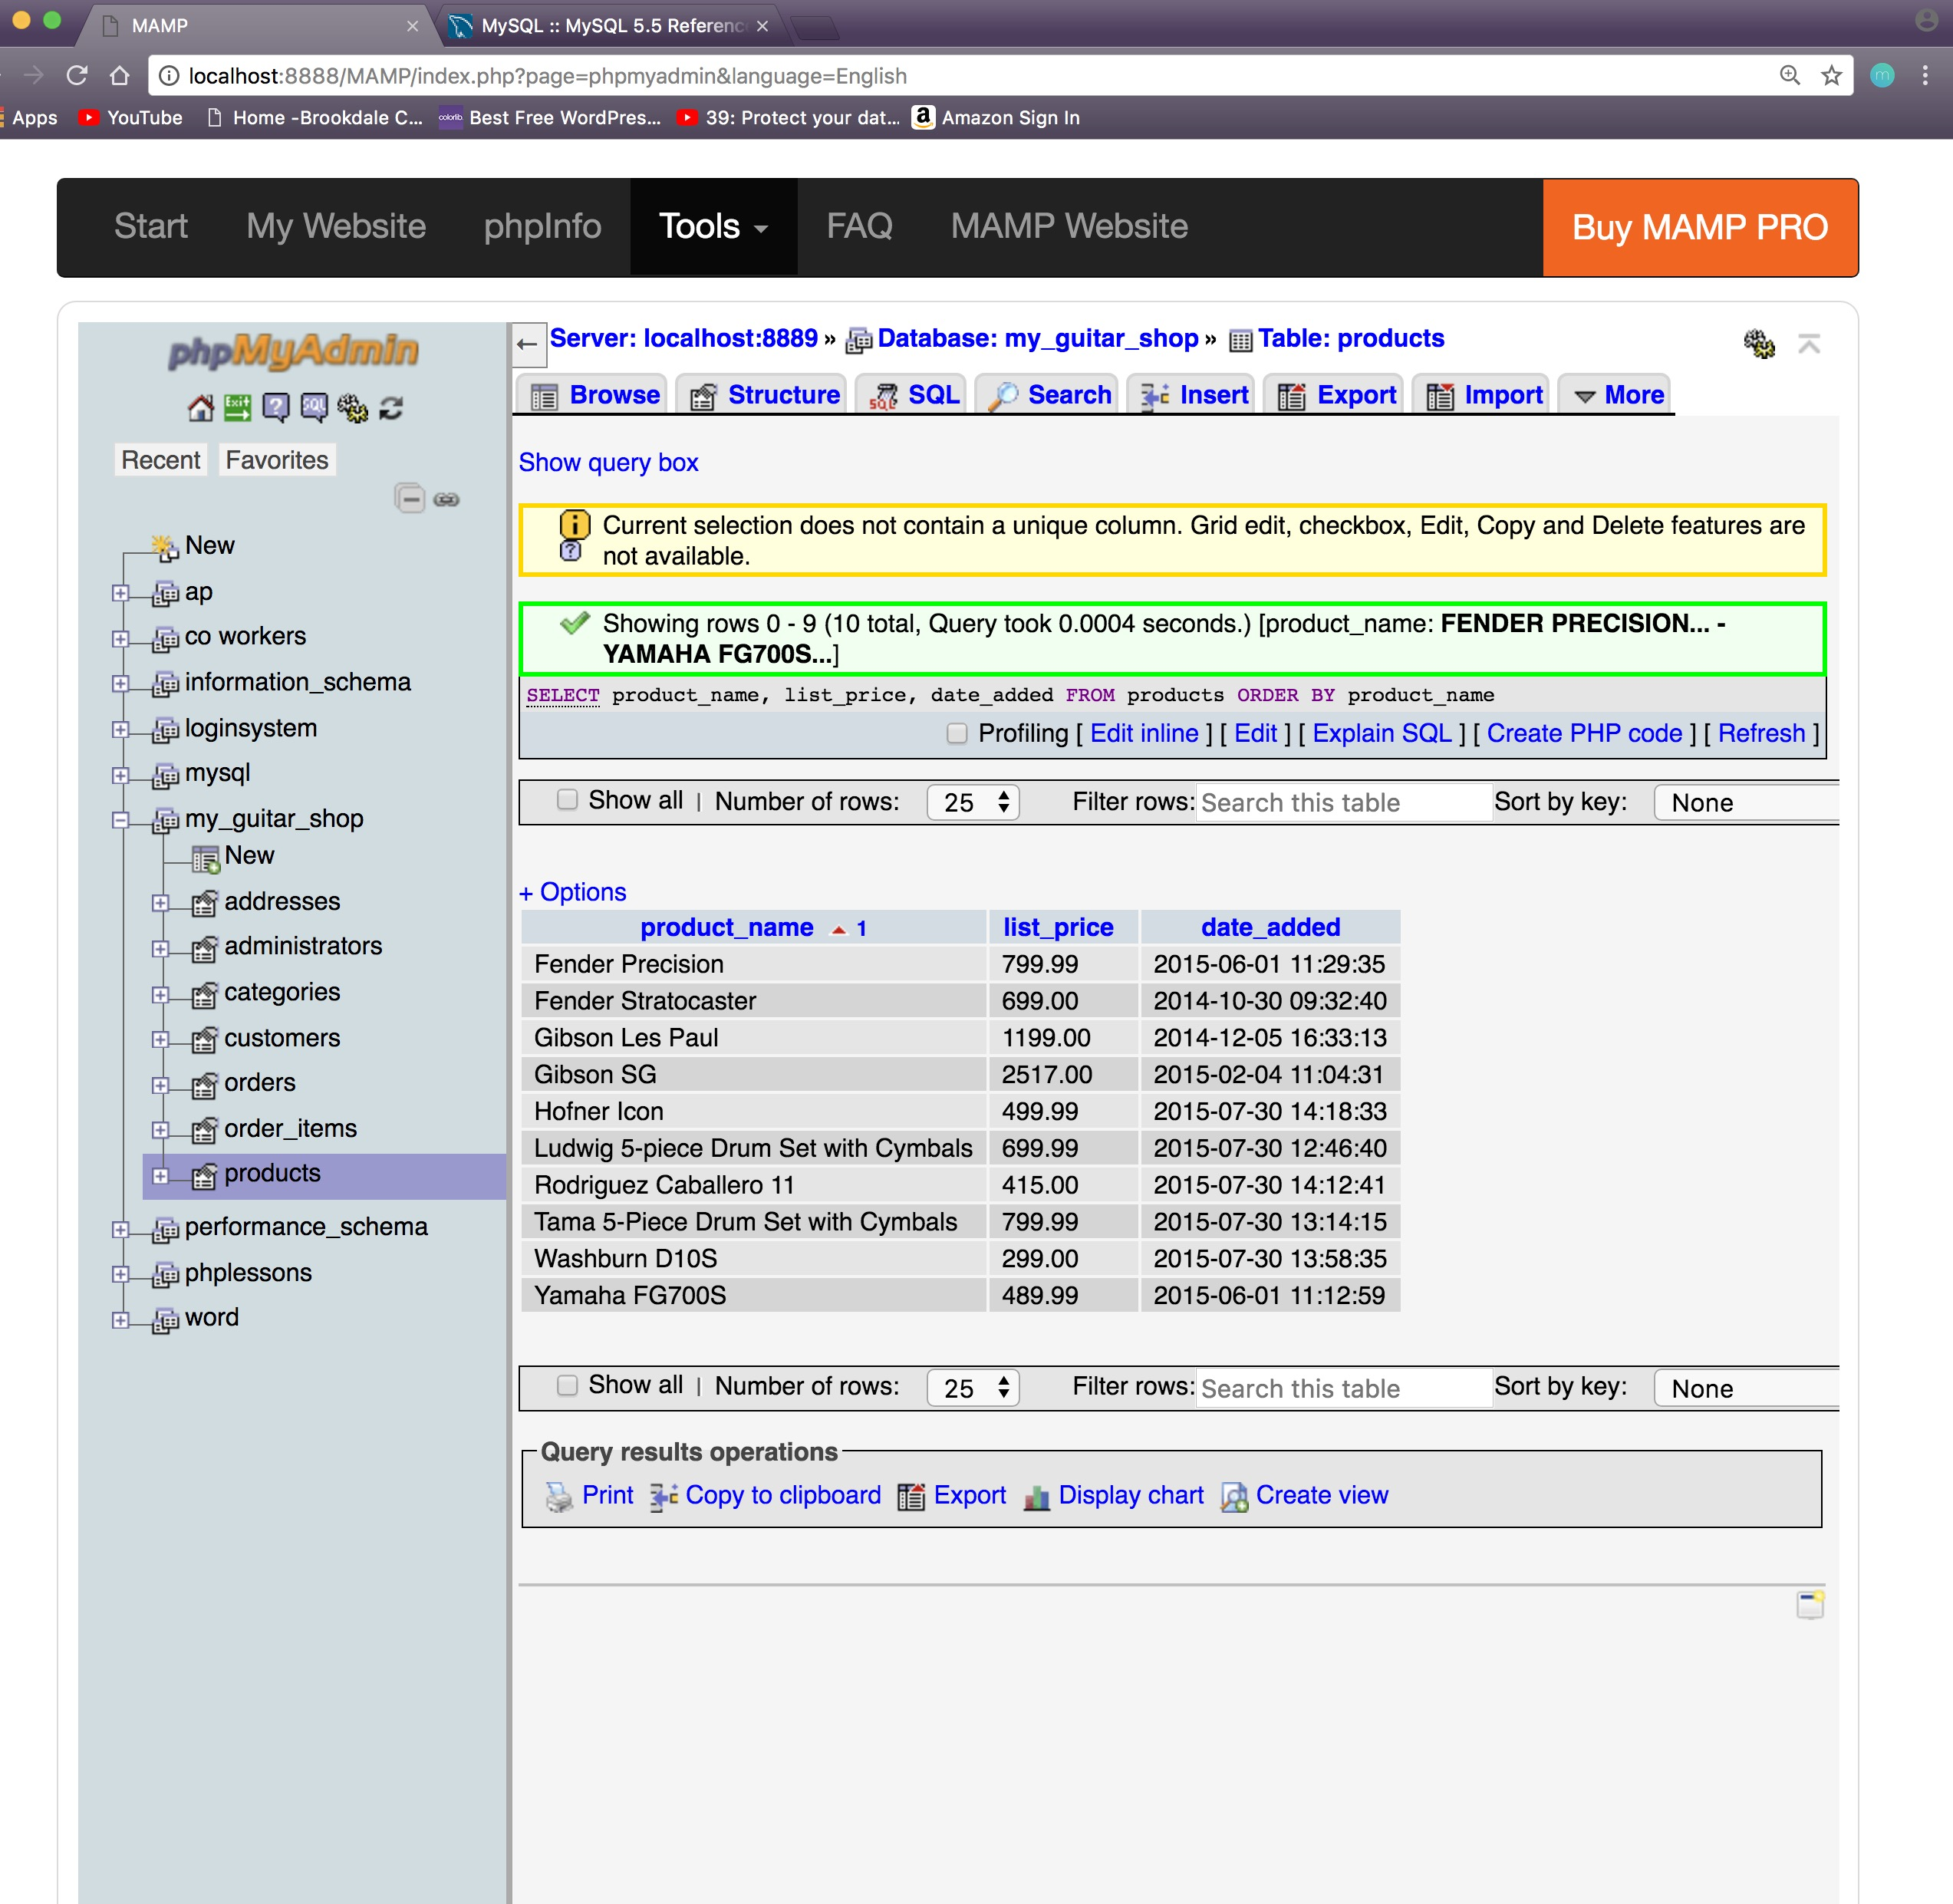 MAMP
MySQL :: MySQL 5.5 Referenc
localhost:8888/MAMP/index.php?page=phpmyadmin&language=English
m
Apps YouTube Home -Brookdale C... colorlib. Best Free WordPres... 39: Protect your dat... a Amazon Sign In
Start My Website phpInfo Tools FAQ MAMP Website Buy MAMP PRO
phpMyAdmin
Exit SQL
Recent Favorites
New
ap
co workers
information_schema
loginsystem
mysql
my_guitar_shop
New
addresses
administrators
categories
customers
orders
order_items
products
performance_schema
phplessons
word
Server: localhost:8889 » Database: my_guitar_shop » Table: products
Browse Structure SQL Search Insert Export Import More
Show query box
Current selection does not contain a unique column. Grid edit, checkbox, Edit, Copy and Delete features are
not available.
Showing rows 0 - 9 (10 total, Query took 0.0004 seconds.) [product_name: FENDER PRECISION... -
YAMAHA FG700S...]
SELECT product_name, list_price, date_added FROM products ORDER BY product_name
Profiling [ Edit inline ] [ Edit ] [ Explain SQL ] [ Create PHP code ] [ Refresh ]
Show all | Number of rows: 25 Filter rows: Search this table Sort by key: None
+ Options
product_name 1 list_price date_added
Fender Precision 799.99 2015-06-01 11:29:35
Fender Stratocaster 699.00 2014-10-30 09:32:40
Gibson Les Paul 1199.00 2014-12-05 16:33:13
Gibson SG 2517.00 2015-02-04 11:04:31
Hofner Icon 499.99 2015-07-30 14:18:33
Ludwig 5-piece Drum Set with Cymbals 699.99 2015-07-30 12:46:40
Rodriguez Caballero 11 415.00 2015-07-30 14:12:41
Tama 5-Piece Drum Set with Cymbals 799.99 2015-07-30 13:14:15
Washburn D10S 299.00 2015-07-30 13:58:35
Yamaha FG700S 489.99 2015-06-01 11:12:59
Show all | Number of rows: 25 Filter rows: Search this table Sort by key: None
Query results operations
Print Copy to clipboard Export Display chart Create view